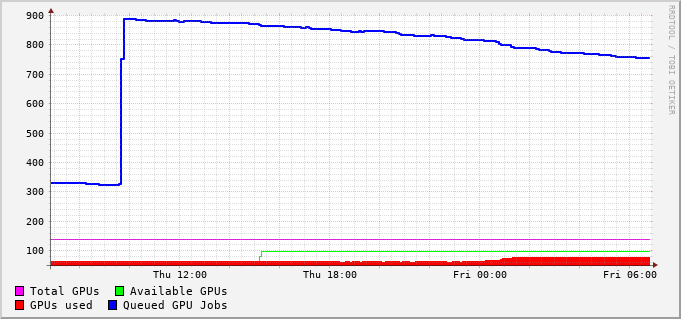 900
800
700
600
500
400
300
200
100
Thu 12:00 Thu 18:00 Fri 00:00 Fri 06:00
Total GPUs Available GPUs
GPUs used Queued GPU Jobs
RRDTOOL / TOBI OETIKER